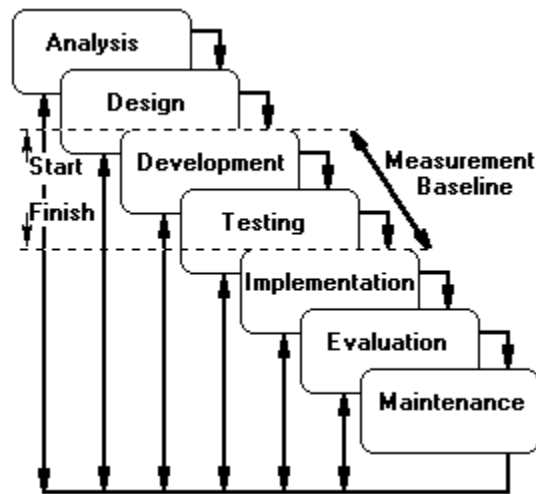 Analysis
Design
Start
Development
Measurement
Baseline
Finish
Testing
Implementation
Evaluation
Maintenance